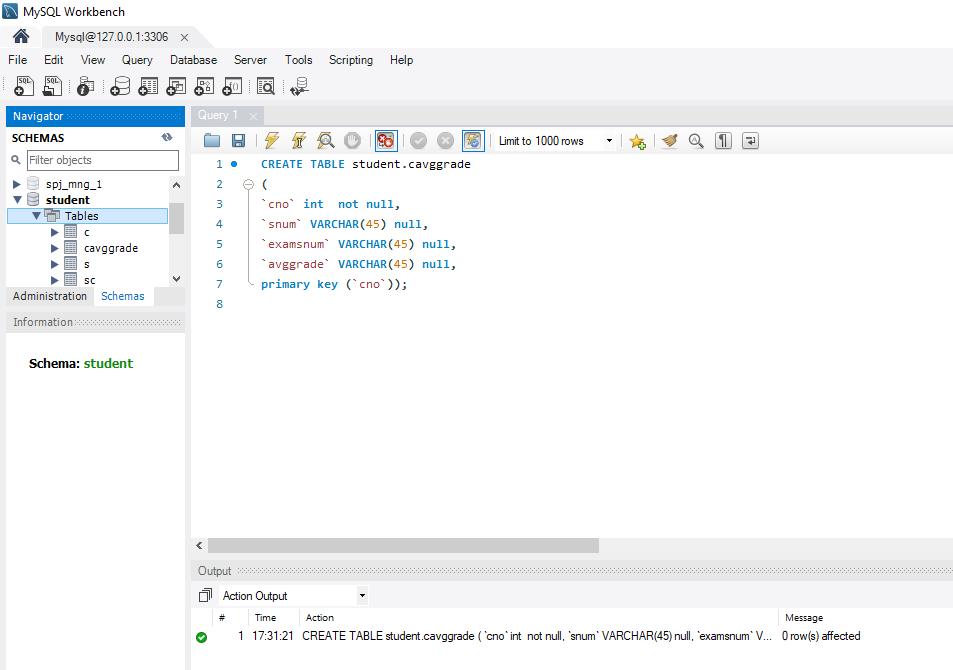 MySQL Workbench
Mysql@127.0.0.1:3306
File Edit View Query Database Server Tools Scripting Help
Navigator
SCHEMAS
Filter objects
spj_mng_1
student
Tables
c
cavggrade
s
sc
Administration Schemas
Information
Schema: student
Query 1
Limit to 1000 rows
1 CREATE TABLE student.cavggrade
2 (
3 `cno` int  not null,
4 `snum` VARCHAR(45) null,
5 `examsnum` VARCHAR(45) null,
6 `avggrade` VARCHAR(45) null,
7 primary key (`cno`));
8
Output
Action Output
# Time Action Message
1 17:31:21 CREATE TABLE student.cavggrade ( `cno` int  not null, `snum` VARCHAR(45) null, `examsnum` V... 0 row(s) affected